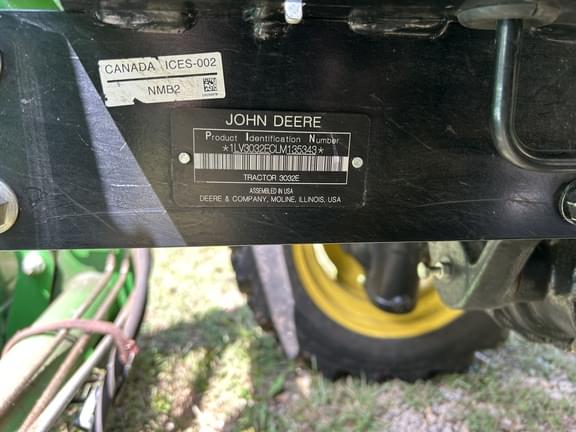 CANADA ICES-002
NMB2
JOHN DEERE
Product Identification Number
*1LV3032ECLM135343*
TRACTOR 3032E
ASSEMBLED IN USA
DEERE & COMPANY, MOLINE, ILLINOIS, USA